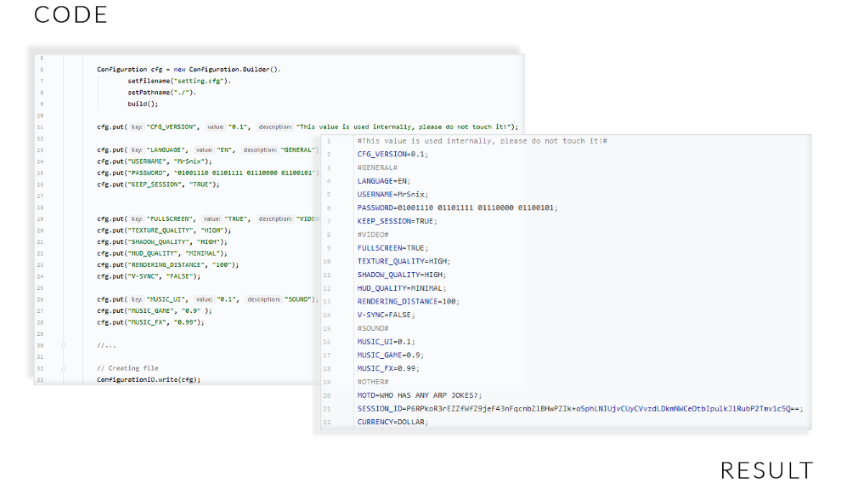 CODE
5
6 Configuration cfg = new Configuration.Builder().
7 setFilename("setting.cfg").
8 setPathname("./").
9 build();
10
11 cfg.put( key: "CFG_VERSION", value: "0.1", description: "This value is used internally, please do not touch it!");
12
13 cfg.put( key: "LANGUAGE", value: "EN", description: "GENERAL")
14 cfg.put("USERNAME", "MrSnix");
15 cfg.put("PASSWORD", "01001110 01101111 01110000 01100101")
16 cfg.put("KEEP_SESSION", "TRUE");
17
18
19 cfg.put( key: "FULLSCREEN", value: "TRUE", description: "VIDEO
20 cfg.put("TEXTURE_QUALITY", "HIGH");
21 cfg.put("SHADOW_QUALITY", "HIGH");
22 cfg.put("HUD_QUALITY", "MINIMAL");
23 cfg.put("RENDERING_DISTANCE", "100");
24 cfg.put("V-SYNC", "FALSE");
25
26 cfg.put( key: "MUSIC_UI", value: "0.1", description: "SOUND");
27 cfg.put("MUSIC_GAME", "0.9" );
28 cfg.put("MUSIC_FX", "0.99");
29
30 //...
31
32 // Creating file
33 ConfigurationIO.write(cfg);
1 #This value is used internally, please do not touch it!#
2 CFG_VERSION=0.1;
3 #GENERAL#
4 LANGUAGE=EN;
5 USERNAME=MrSnix;
6 PASSWORD=01001110 01101111 01110000 01100101;
7 KEEP_SESSION=TRUE;
8 #VIDEO#
9 FULLSCREEN=TRUE;
10 TEXTURE_QUALITY=HIGH;
11 SHADOW_QUALITY=HIGH;
12 HUD_QUALITY=MINIMAL;
13 RENDERING_DISTANCE=100;
14 V-SYNC=FALSE;
15 #SOUND#
16 MUSIC_UI=0.1;
17 MUSIC_GAME=0.9;
18 MUSIC_FX=0.99;
19 #OTHER#
20 MOTD=WHO HAS ANY ARP JOKES?;
21
22 CURRENCY=DOLLAR;
RESULT